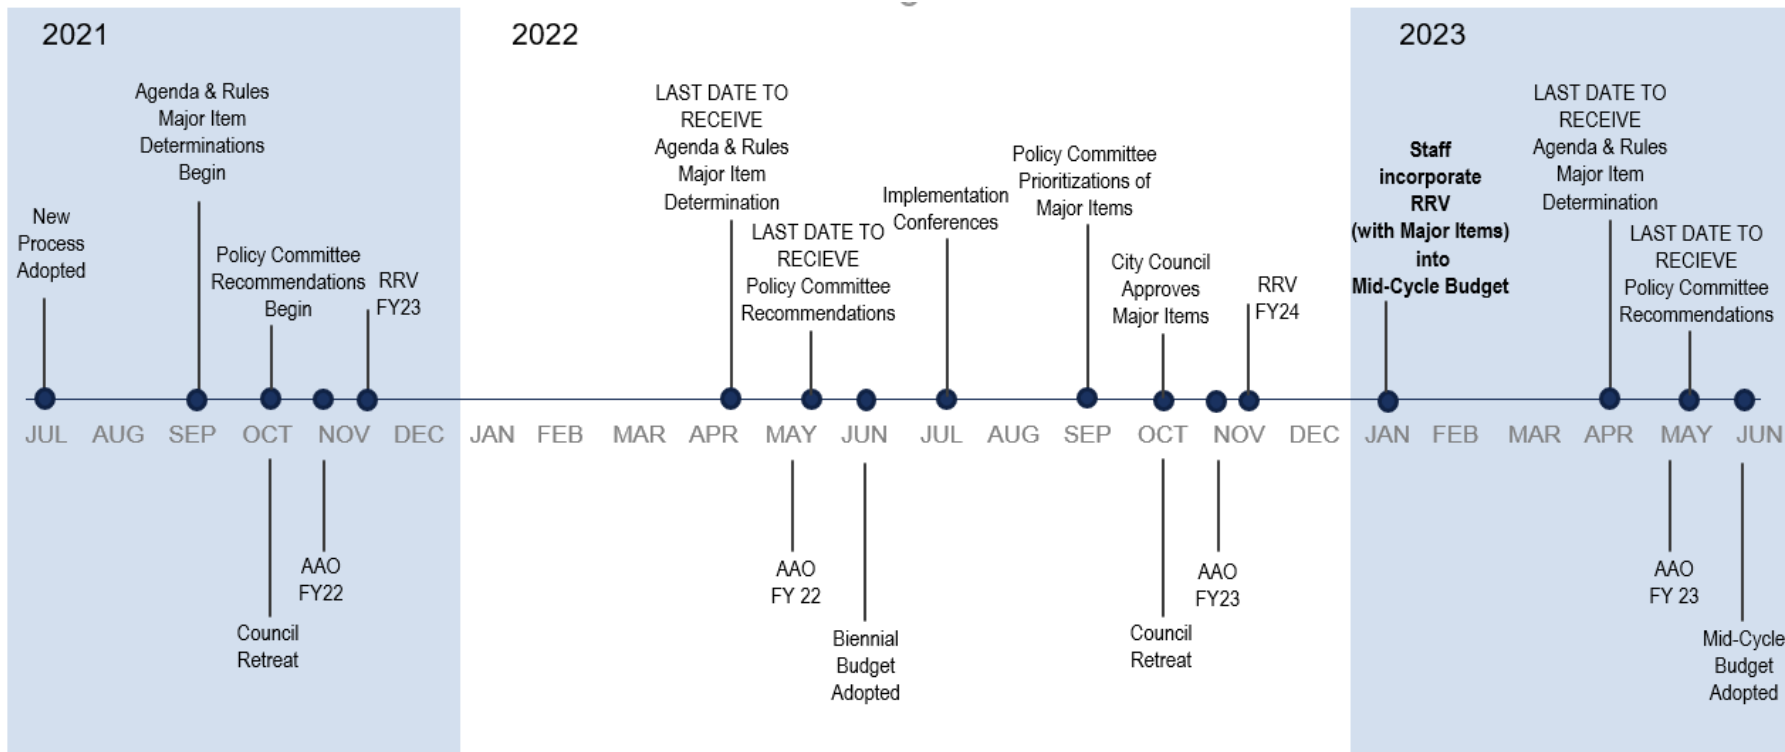 2021
2022
2023
Agenda & Rules
Major Item
Determinations
Begin
New
Process
Adopted
Policy Committee
Recommendations
Begin
RRV
FY23
LAST DATE TO
RECEIVE
Agenda & Rules
Major Item
Determination
LAST DATE TO
RECIEVE
Policy Committee
Recommendations
Implementation
Conferences
Policy Committee
Prioritizations of
Major Items
City Council
Approves
Major Items
RRV
FY24
Staff
incorporate
RRV
(with Major Items)
into
Mid-Cycle Budget
LAST DATE TO
RECEIVE
Agenda & Rules
Major Item
Determination
LAST DATE TO
RECIEVE
Policy Committee
Recommendations
JUL AUG SEP OCT NOV DEC JAN FEB MAR APR MAY JUN JUL AUG SEP OCT NOV DEC JAN FEB MAR APR MAY JUN
Council
Retreat
AAO
FY22
AAO
FY 22
Biennial
Budget
Adopted
Council
Retreat
AAO
FY23
AAO
FY 23
Mid-Cycle
Budget
Adopted